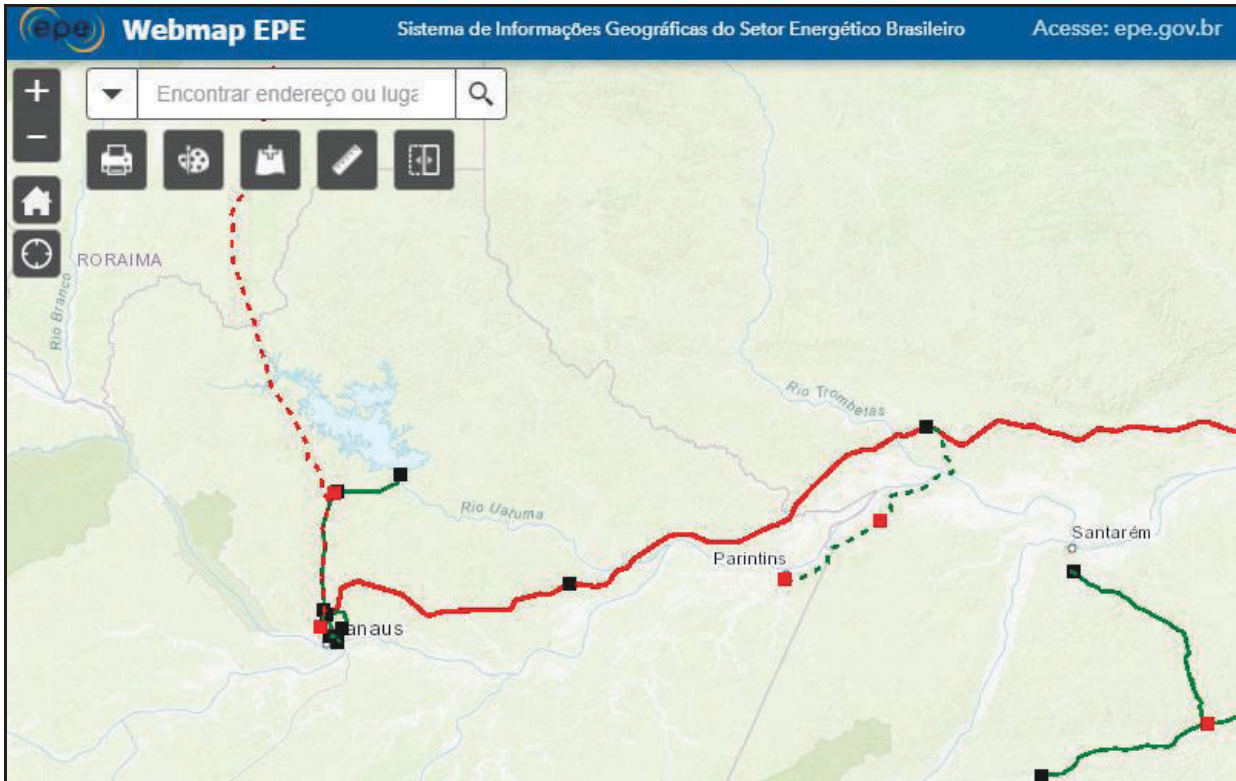 epe
Webmap EPE
Sistema de Informações Geográficas do Setor Energético Brasileiro
Acesse: epe.gov.br
+
Encontrar endereço ou luga
−
RORAIMA
Rio Branco
Rio Trombetas
Rio Uatumã
Santarém
Parintins
anaus